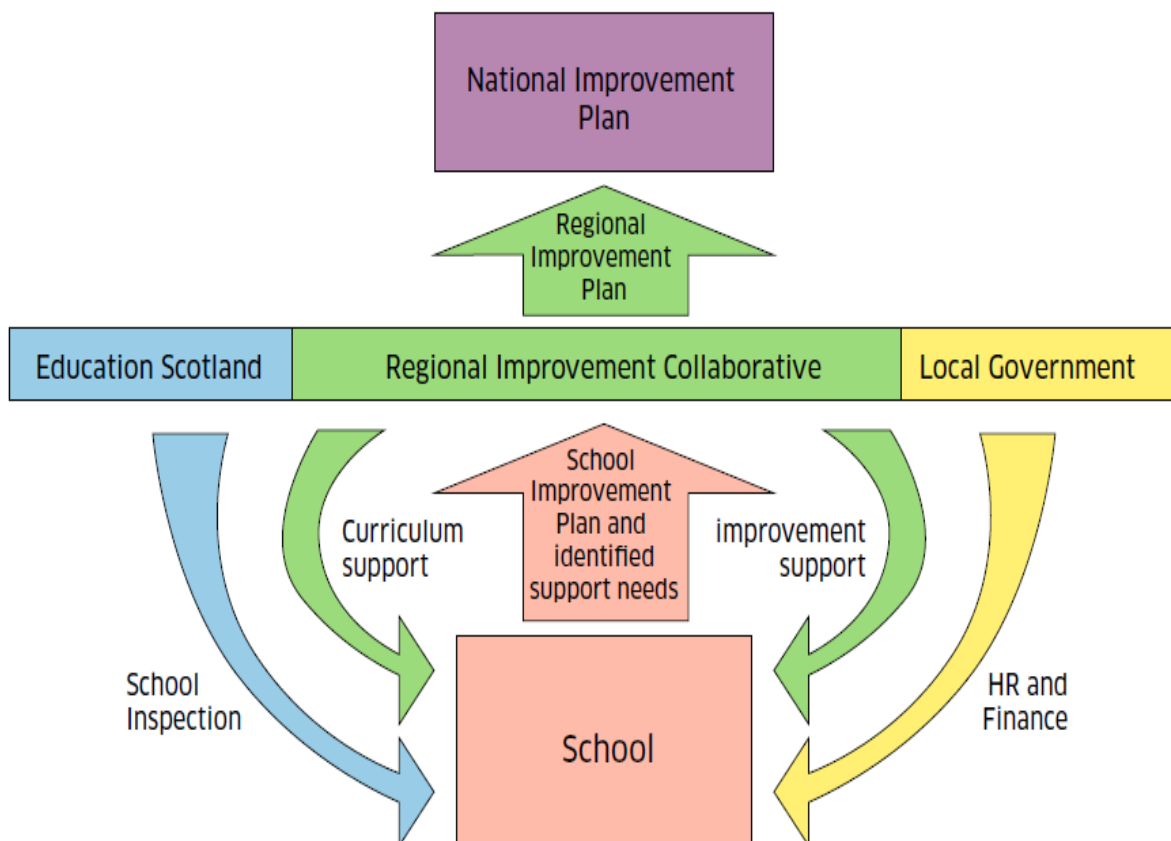 National Improvement
Plan
Regional
Improvement
Plan
Education Scotland
Regional Improvement Collaborative
Local Government
School
Improvement
Plan and
identified
support needs
Curriculum
support
improvement
support
School
Inspection
HR and
Finance
School